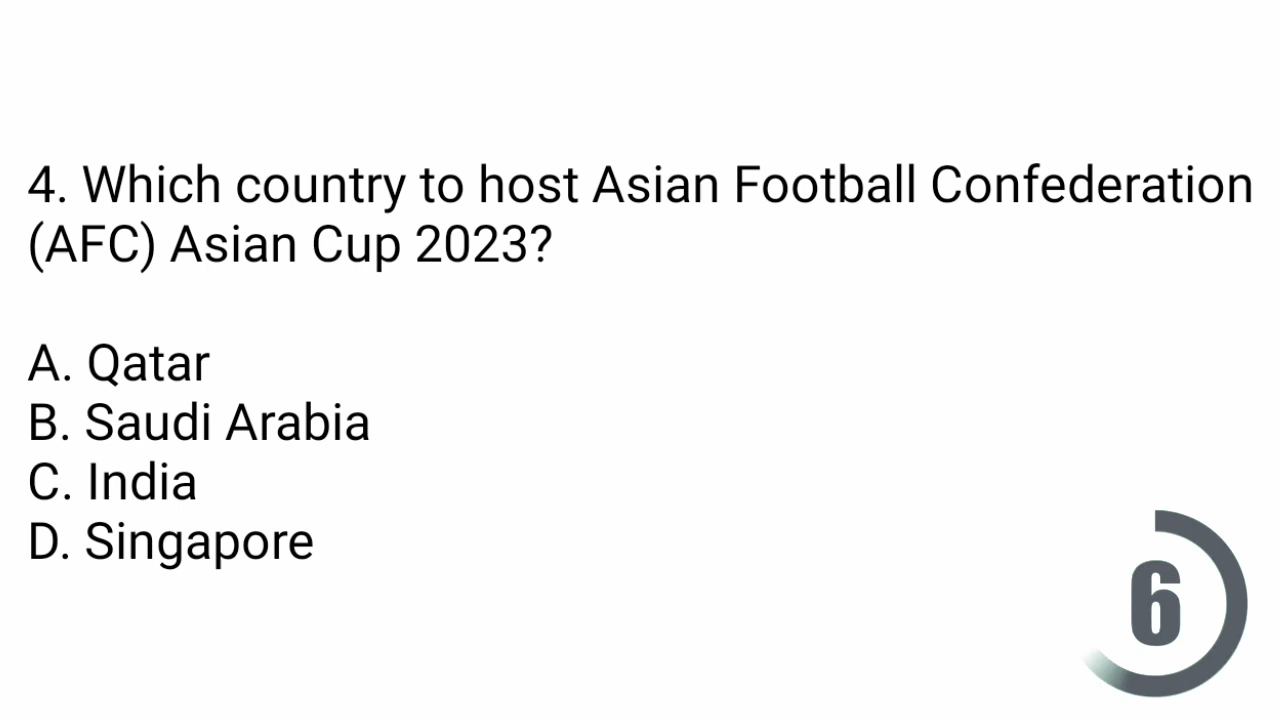 4. Which country to host Asian Football Confederation
(AFC) Asian Cup 2023?
A. Qatar
B. Saudi Arabia
C. India
D. Singapore
6